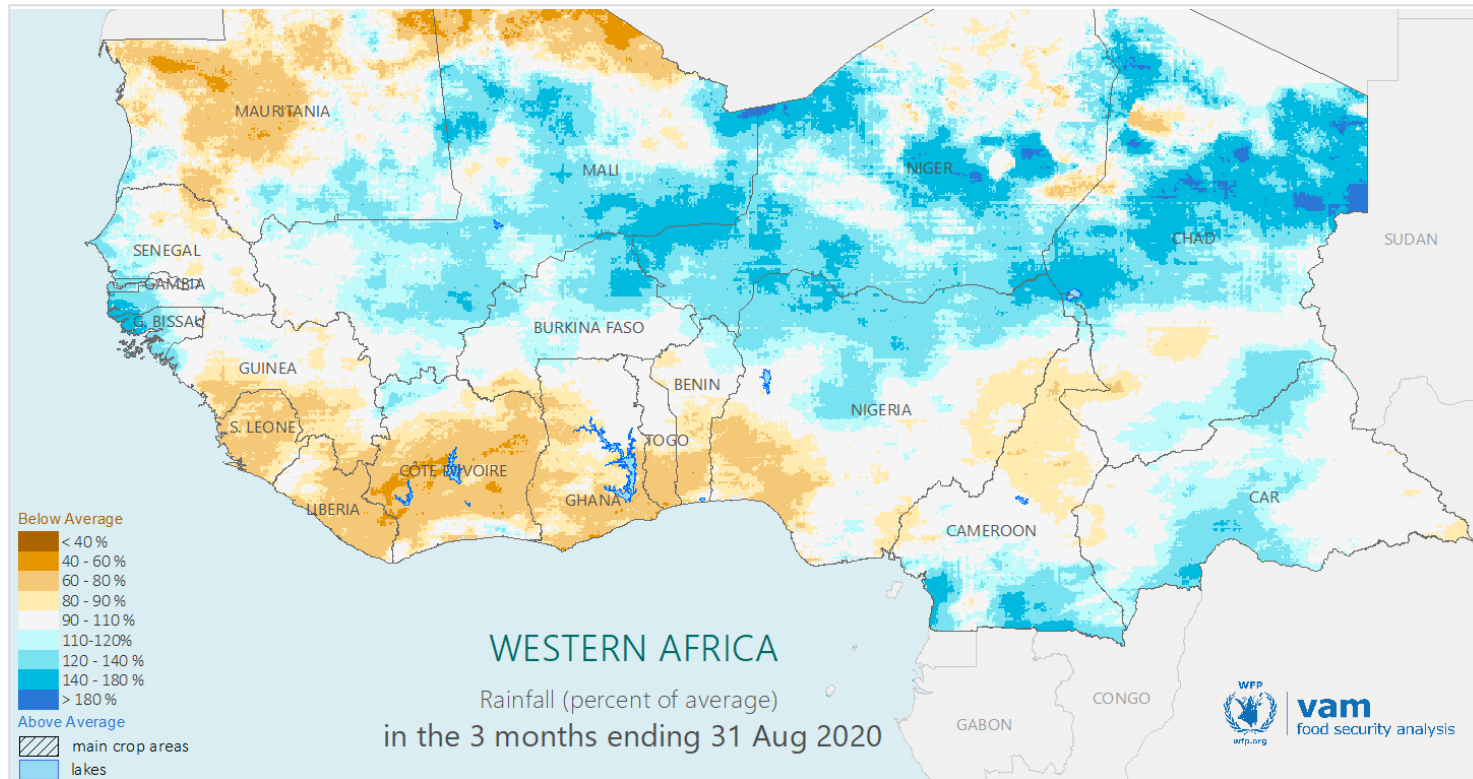 MAURITANIA
MALI
NIGER
CHAD
SUDAN
SENEGAL
GAMBIA
G. BISSAU
BURKINA FASO
GUINEA
BENIN
NIGERIA
S. LEONE
TOGO
CÔTE D'IVOIRE
GHANA
LIBERIA
CAR
CAMEROON
GABON
CONGO
Below Average
< 40 %
40 - 60 %
60 - 80 %
80 - 90 %
90 - 110 %
110-120%
120 - 140 %
140 - 180 %
> 180 %
Above Average
main crop areas
lakes
WESTERN AFRICA
Rainfall (percent of average)
in the 3 months ending 31 Aug 2020
WFP
wfp.org
vam
food security analysis